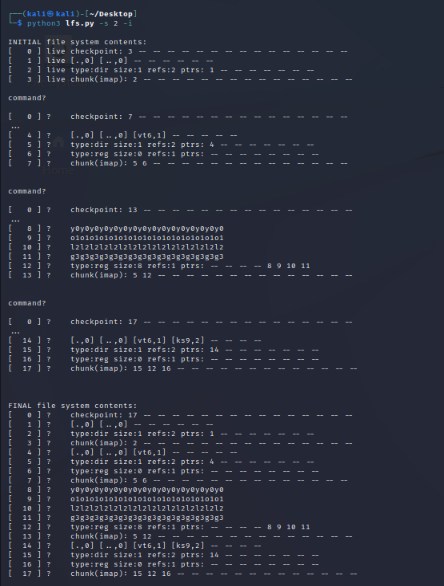 ┌──(kali㉿kali)-[~/Desktop]
└─$ python3 lfs.py -s 2 -i
INITIAL file system contents:
[   0 ] live checkpoint: 3 -- -- -- -- -- -- -- -- -- -- -- -- -- -- --
[   1 ] live [.,0] [..,0] -- -- -- -- -- --
[   2 ] live type:dir size:1 refs:2 ptrs: 1 -- -- -- -- -- -- --
[   3 ] live chunk(imap): 2 -- -- -- -- -- -- -- -- -- -- -- -- -- -- --
command?
[   0 ] ?    checkpoint: 7 -- -- -- -- -- -- -- -- -- -- -- -- -- -- --
...
[   4 ] ?    [.,0] [..,0] [vt6,1] -- -- -- -- --
[   5 ] ?    type:dir size:1 refs:2 ptrs: 4 -- -- -- -- -- -- --
[   6 ] ?    type:reg size:0 refs:1 ptrs: -- -- -- -- -- -- -- --
[   7 ] ?    chunk(imap): 5 6 -- -- -- -- -- -- -- -- -- -- -- -- -- --
command?
[   0 ] ?    checkpoint: 13 -- -- -- -- -- -- -- -- -- -- -- -- -- -- --
...
[   8 ] ?    y0y0y0y0y0y0y0y0y0y0y0y0y0y0y0y0
[   9 ] ?    o1o1o1o1o1o1o1o1o1o1o1o1o1o1o1o1
[  10 ] ?    l2l2l2l2l2l2l2l2l2l2l2l2l2l2l2l2
[  11 ] ?    g3g3g3g3g3g3g3g3g3g3g3g3g3g3g3g3
[  12 ] ?    type:reg size:8 refs:1 ptrs: -- -- -- -- 8 9 10 11
[  13 ] ?    chunk(imap): 5 12 -- -- -- -- -- -- -- -- -- -- -- -- -- --
command?
[   0 ] ?    checkpoint: 17 -- -- -- -- -- -- -- -- -- -- -- -- -- -- --
...
[  14 ] ?    [.,0] [..,0] [vt6,1] [ks9,2] -- -- -- --
[  15 ] ?    type:dir size:1 refs:2 ptrs: 14 -- -- -- -- -- -- --
[  16 ] ?    type:reg size:0 refs:1 ptrs: -- -- -- -- -- -- -- --
[  17 ] ?    chunk(imap): 15 12 16 -- -- -- -- -- -- -- -- -- -- -- -- --
FINAL file system contents:
[   0 ] ?    checkpoint: 17 -- -- -- -- -- -- -- -- -- -- -- -- -- -- --
[   1 ] ?    [.,0] [..,0] -- -- -- -- -- --
[   2 ] ?    type:dir size:1 refs:2 ptrs: 1 -- -- -- -- -- -- --
[   3 ] ?    chunk(imap): 2 -- -- -- -- -- -- -- -- -- -- -- -- -- -- --
[   4 ] ?    [.,0] [..,0] [vt6,1] -- -- -- -- --
[   5 ] ?    type:dir size:1 refs:2 ptrs: 4 -- -- -- -- -- -- --
[   6 ] ?    type:reg size:0 refs:1 ptrs: -- -- -- -- -- -- -- --
[   7 ] ?    chunk(imap): 5 6 -- -- -- -- -- -- -- -- -- -- -- -- -- --
[   8 ] ?    y0y0y0y0y0y0y0y0y0y0y0y0y0y0y0y0
[   9 ] ?    o1o1o1o1o1o1o1o1o1o1o1o1o1o1o1o1
[  10 ] ?    l2l2l2l2l2l2l2l2l2l2l2l2l2l2l2l2
[  11 ] ?    g3g3g3g3g3g3g3g3g3g3g3g3g3g3g3g3
[  12 ] ?    type:reg size:8 refs:1 ptrs: -- -- -- -- 8 9 10 11
[  13 ] ?    chunk(imap): 5 12 -- -- -- -- -- -- -- -- -- -- -- -- -- --
[  14 ] ?    [.,0] [..,0] [vt6,1] [ks9,2] -- -- -- --
[  15 ] ?    type:dir size:1 refs:2 ptrs: 14 -- -- -- -- -- -- --
[  16 ] ?    type:reg size:0 refs:1 ptrs: -- -- -- -- -- -- -- --
[  17 ] ?    chunk(imap): 15 12 16 -- -- -- -- -- -- -- -- -- -- -- -- --